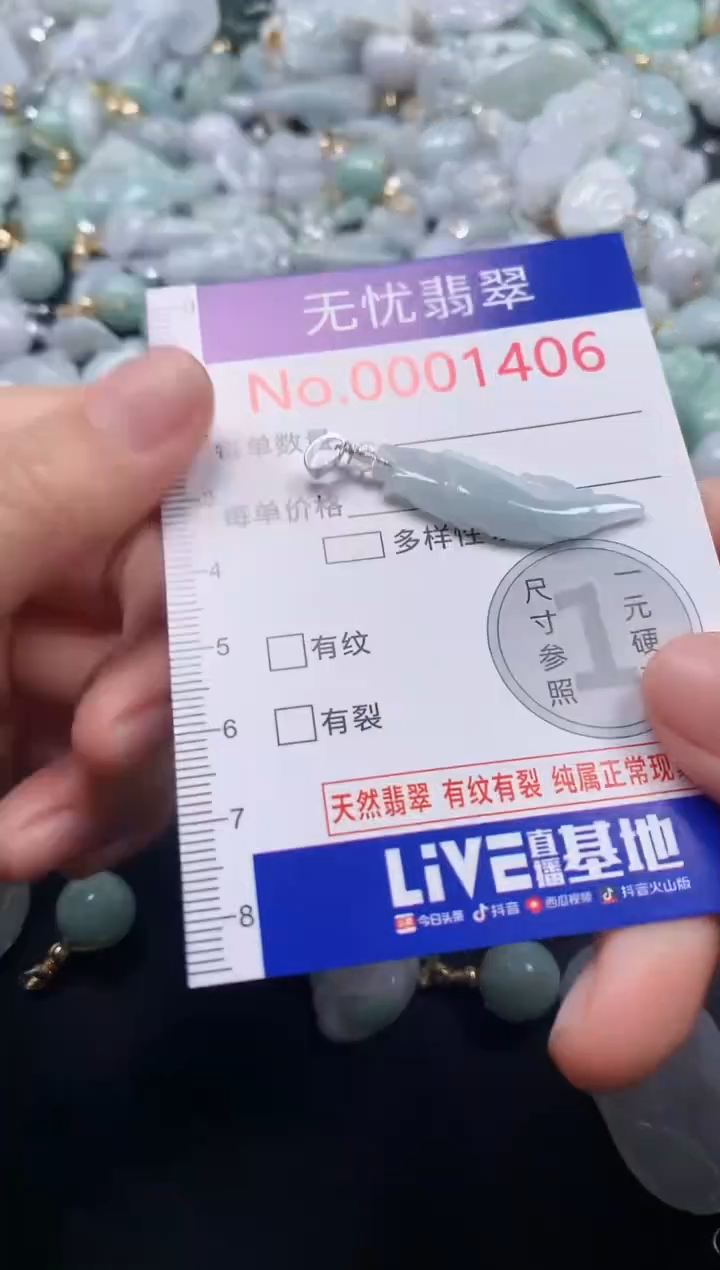 无忧翡翠
No.0001406
每单价格
多样性
有纹
有裂
尺寸参照
1
一元硬
天然翡翠 有纹有裂 纯属正常现
LiVE直播基地
今日头条 抖音 西瓜视频 抖音火山版
4
5
6
7
8